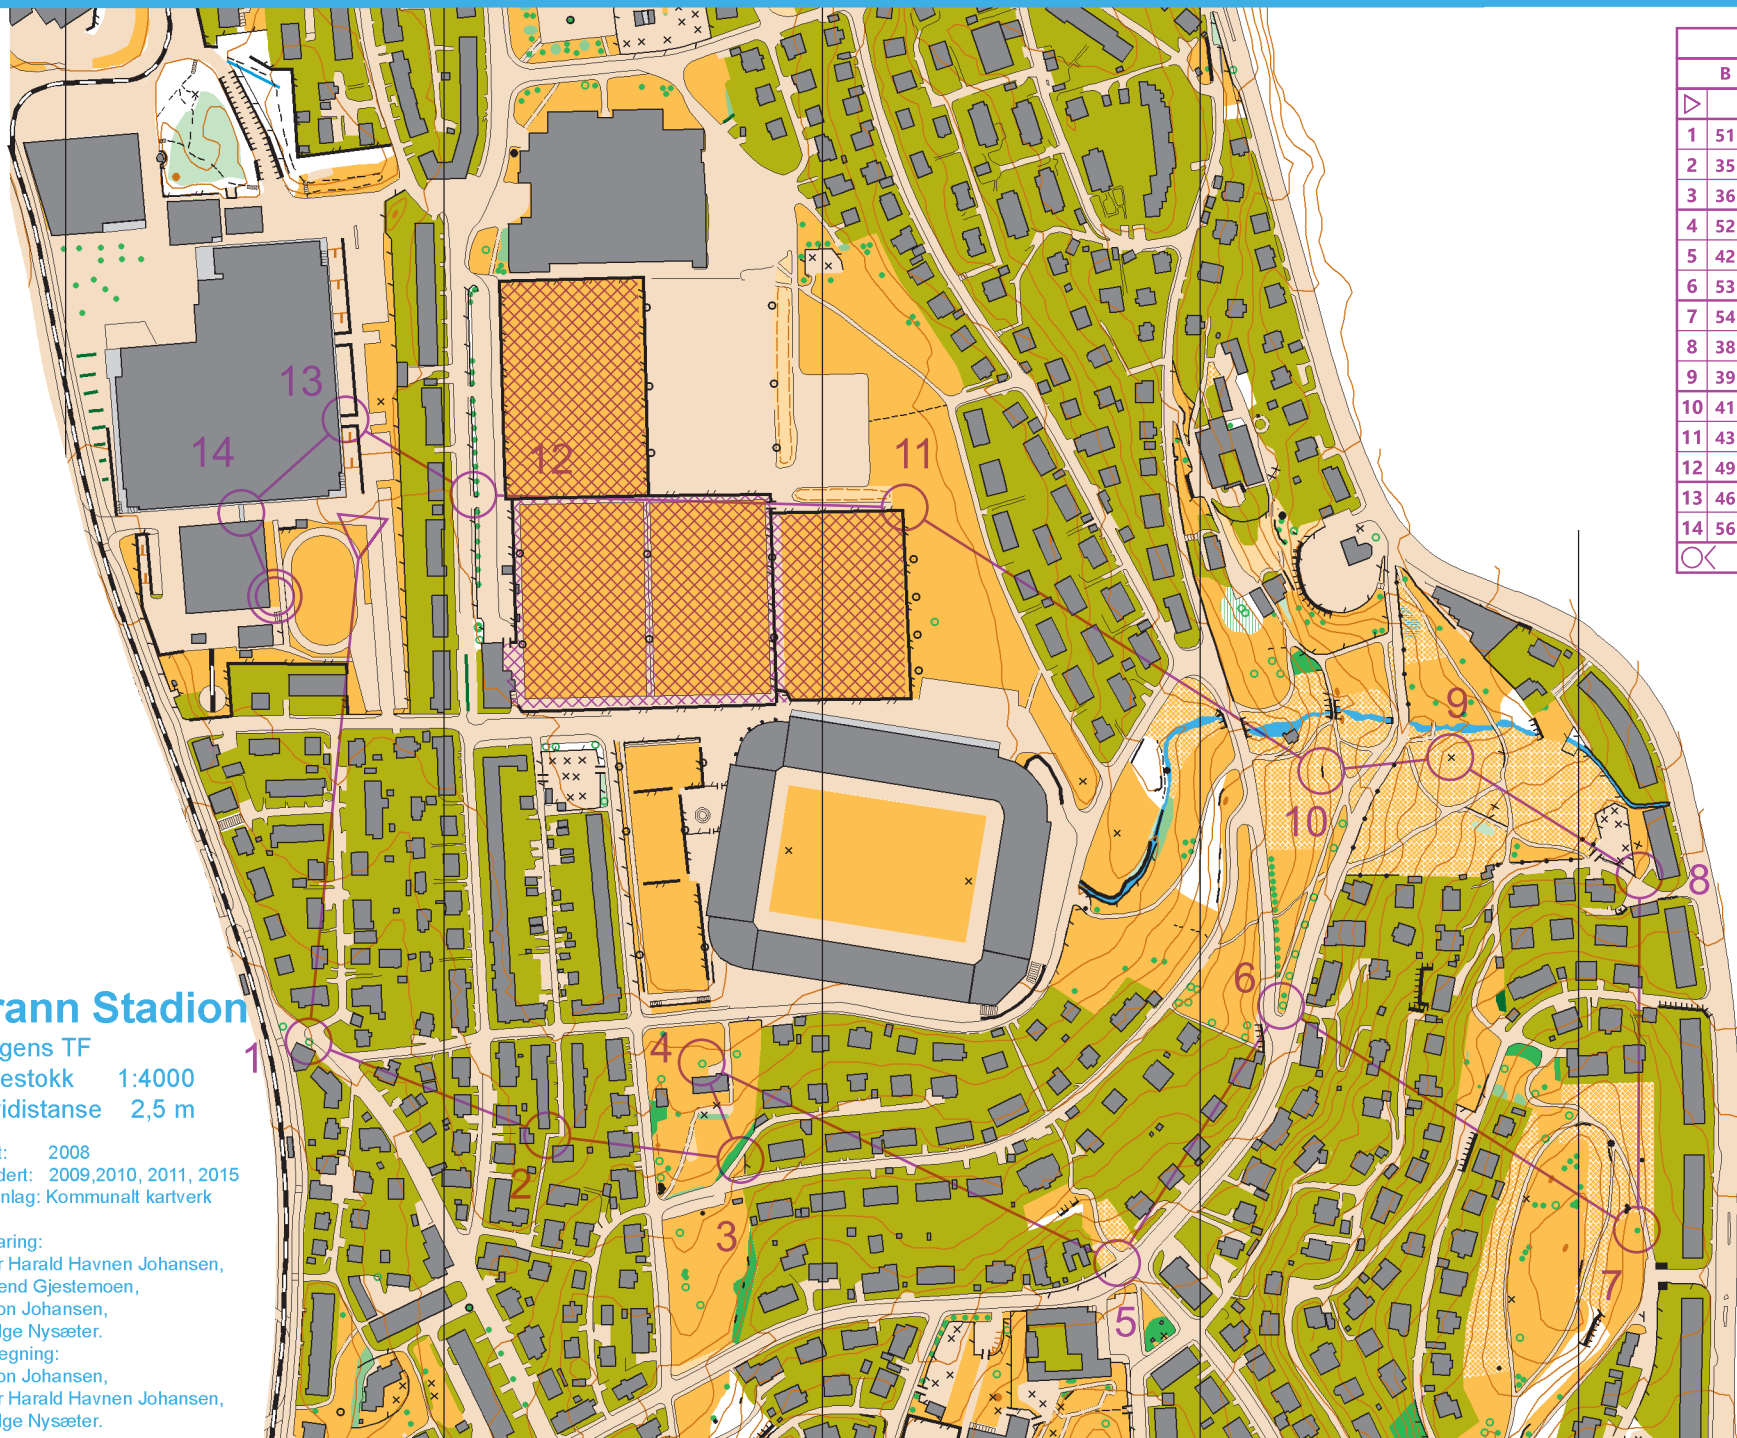 B
1 51
2 35
3 36
4 52
5 42
6 53
7 54
8 38
9 39
10 41
11 43
12 49
13 46
14 56
13
14
12
11
9
10
8
6
rann Stadion
gens TF
estokk 1:4000
vidistanse 2,5 m
1
4
2
3
5
7
t: 2008
dert: 2009,2010, 2011, 2015
nlag: Kommunalt kartverk
aring:
r Harald Havnen Johansen,
end Gjestemoen,
on Johansen,
lge Nysæter.
egning:
on Johansen,
r Harald Havnen Johansen,
lge Nysæter.